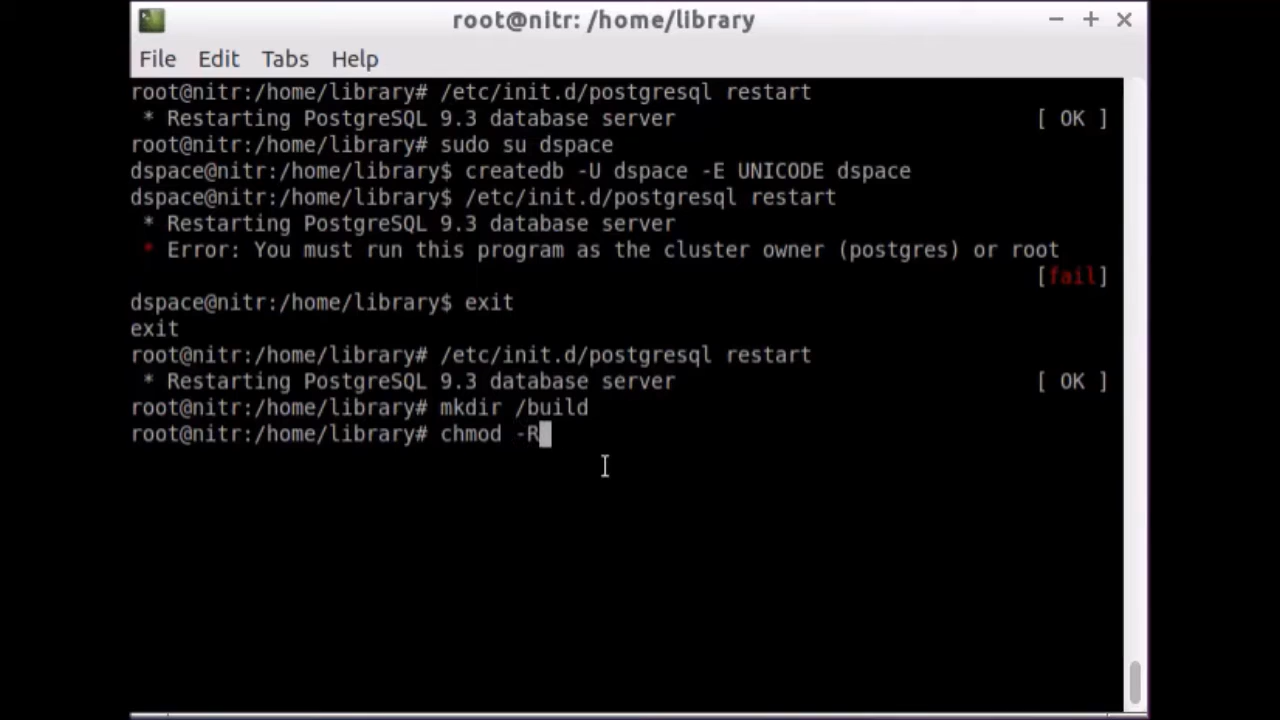 root@nitr: /home/library
File Edit Tabs Help
root@nitr:/home/library# /etc/init.d/postgresql restart
* Restarting PostgreSQL 9.3 database server [ OK ]
root@nitr:/home/library# sudo su dspace
dspace@nitr:/home/library$ createdb -U dspace -E UNICODE dspace
dspace@nitr:/home/library$ /etc/init.d/postgresql restart
* Restarting PostgreSQL 9.3 database server
* Error: You must run this program as the cluster owner (postgres) or root
[fail]
dspace@nitr:/home/library$ exit
exit
root@nitr:/home/library# /etc/init.d/postgresql restart
* Restarting PostgreSQL 9.3 database server [ OK ]
root@nitr:/home/library# mkdir /build
root@nitr:/home/library# chmod -R